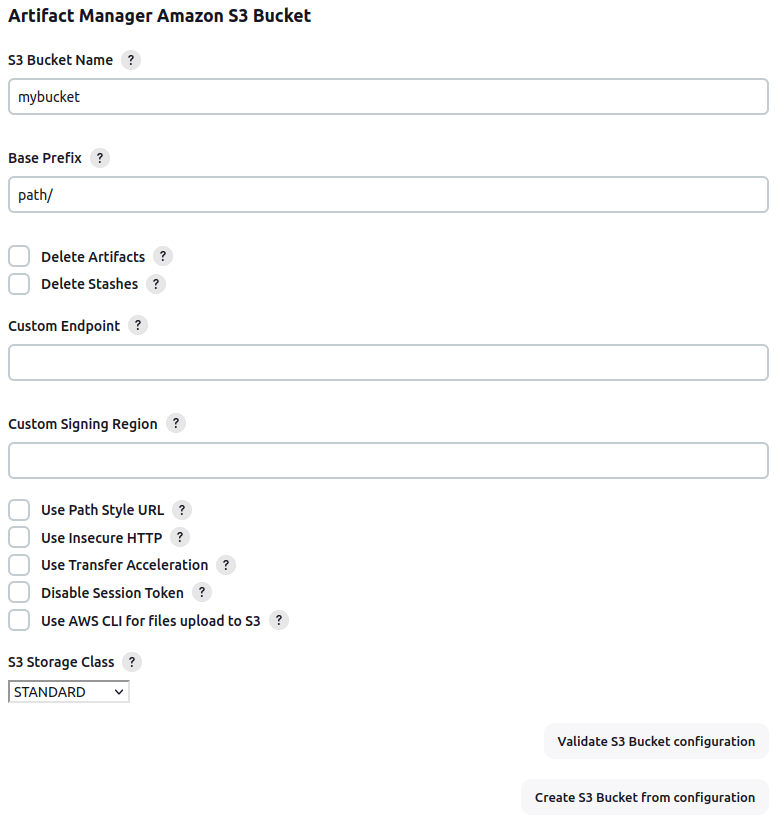 Artifact Manager Amazon S3 Bucket
S3 Bucket Name ?
mybucket
Base Prefix ?
path/
Delete Artifacts ?
Delete Stashes ?
Custom Endpoint ?
Custom Signing Region ?
Use Path Style URL ?
Use Insecure HTTP ?
Use Transfer Acceleration ?
Disable Session Token ?
Use AWS CLI for files upload to S3 ?
S3 Storage Class ?
STANDARD
Validate S3 Bucket configuration
Create S3 Bucket from configuration